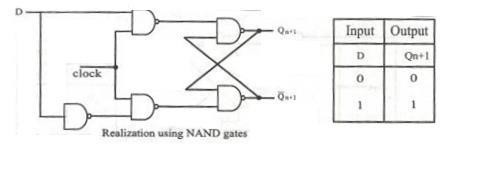 D
Qn+1
clock
Q̅n+1
Realization using NAND gates
Input Output
D Qn+1
0 0
1 1